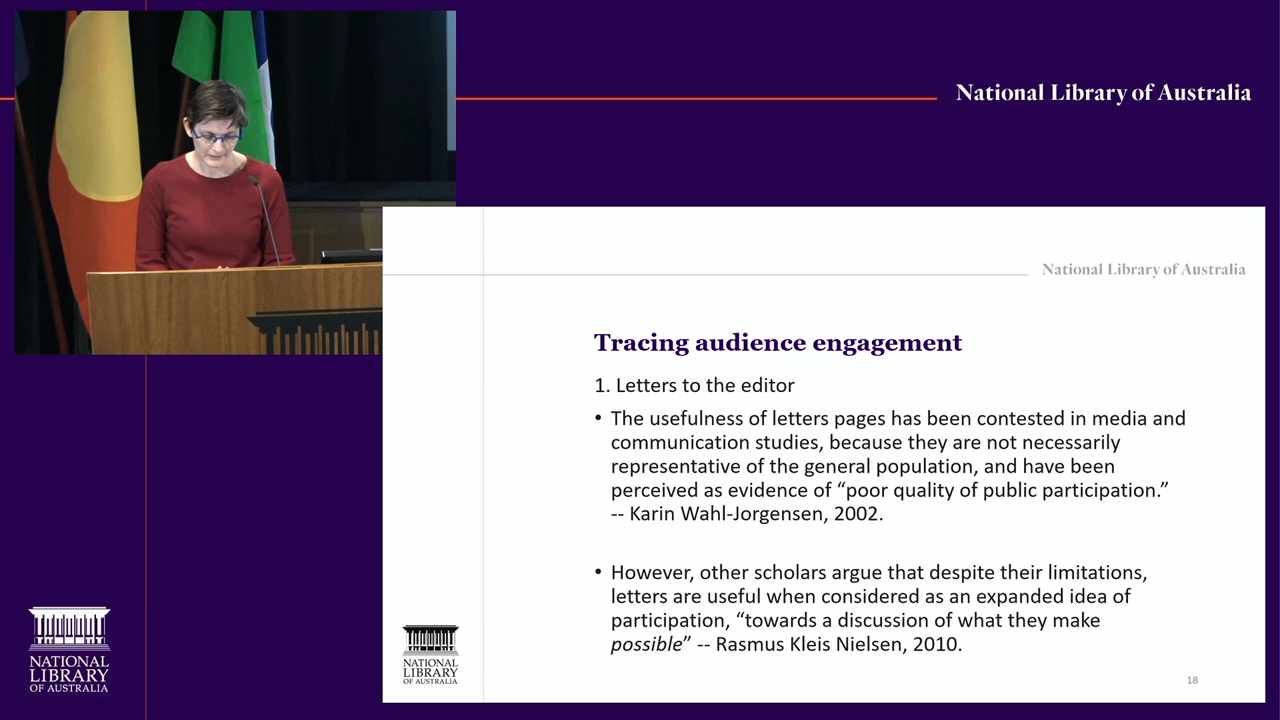 National Library of Australia
National Library of Australia
Tracing audience engagement
1. Letters to the editor
• The usefulness of letters pages has been contested in media and
communication studies, because they are not necessarily
representative of the general population, and have been
perceived as evidence of “poor quality of public participation.”
-- Karin Wahl-Jorgensen, 2002.
• However, other scholars argue that despite their limitations,
letters are useful when considered as an expanded idea of
participation, “towards a discussion of what they make
possible” -- Rasmus Kleis Nielsen, 2010.
18
NATIONAL
LIBRARY
OF AUSTRALIA
NATIONAL
LIBRARY
OF AUSTRALIA